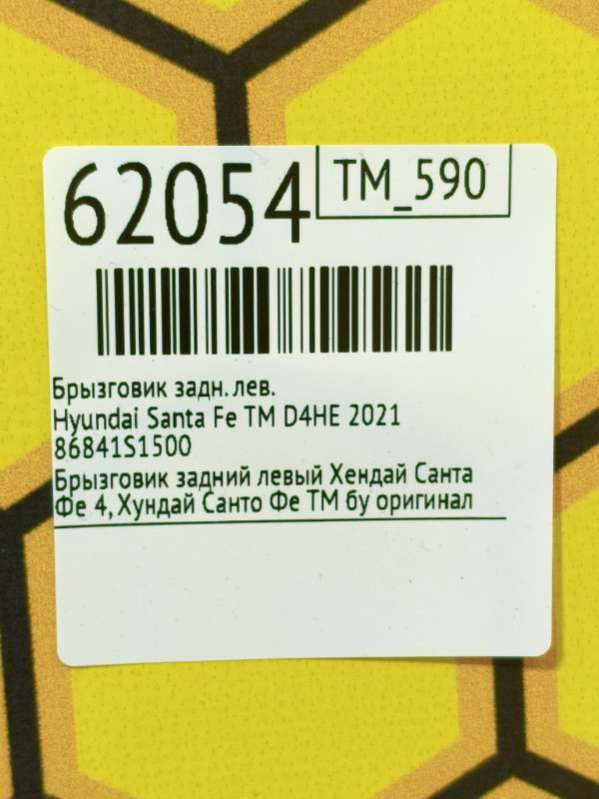 62054
TM_590
Брызговик задн. лев.
Hyundai Santa Fe TM D4HE 2021
86841S1500
Брызговик задний левый Хендай Санта
Фе 4, Хундай Санто Фе ТМ бу оригинал